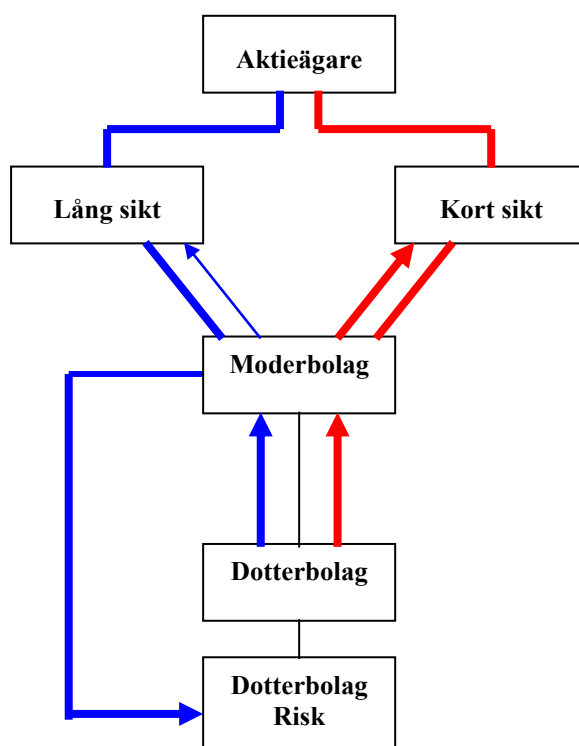 Aktieägare
Lång sikt
Kort sikt
Moderbolag
Dotterbolag
Dotterbolag
Risk